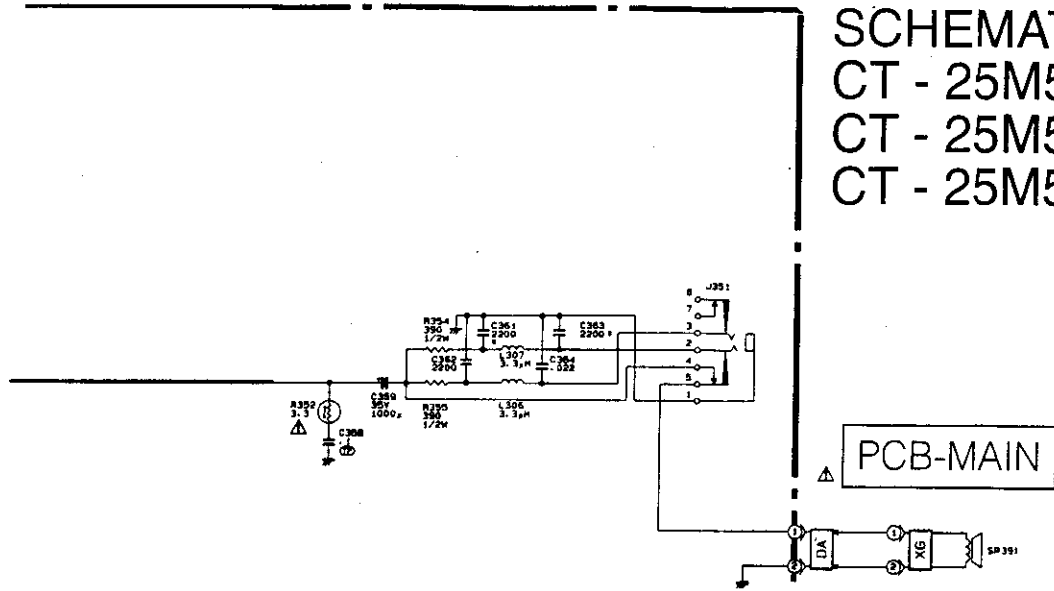 SCHEMAT
CT - 25M5
CT - 25M5
CT - 25M5
J351
8
7
3
2
4
5
1
R354
390
1/2W
C361
2200
C363
2200
C362
2200
L307
3.3μH
C364
.022
R352
3.3
C359
35V
1000μ
R355
390
1/2W
L306
3.3μH
C358
PCB-MAIN
1
DA
1
XG
SP391
2
2